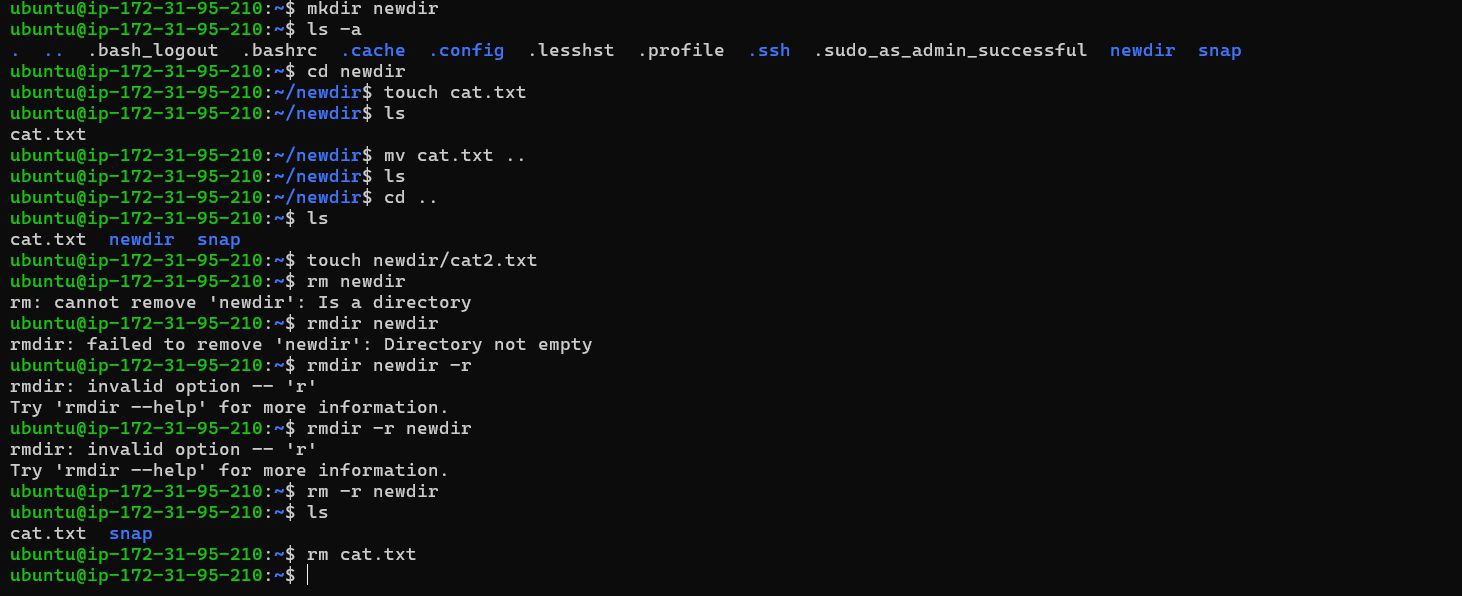 ubuntu@ip-172-31-95-210:~$ mkdir newdir
ubuntu@ip-172-31-95-210:~$ ls -a
.  ..  .bash_logout  .bashrc  .cache  .config  .lesshst  .profile  .ssh  .sudo_as_admin_successful  newdir  snap
ubuntu@ip-172-31-95-210:~$ cd newdir
ubuntu@ip-172-31-95-210:~/newdir$ touch cat.txt
ubuntu@ip-172-31-95-210:~/newdir$ ls
cat.txt
ubuntu@ip-172-31-95-210:~/newdir$ mv cat.txt ..
ubuntu@ip-172-31-95-210:~/newdir$ ls
ubuntu@ip-172-31-95-210:~/newdir$ cd ..
ubuntu@ip-172-31-95-210:~$ ls
cat.txt  newdir  snap
ubuntu@ip-172-31-95-210:~$ touch newdir/cat2.txt
ubuntu@ip-172-31-95-210:~$ rm newdir
rm: cannot remove 'newdir': Is a directory
ubuntu@ip-172-31-95-210:~$ rmdir newdir
rmdir: failed to remove 'newdir': Directory not empty
ubuntu@ip-172-31-95-210:~$ rmdir newdir -r
rmdir: invalid option -- 'r'
Try 'rmdir --help' for more information.
ubuntu@ip-172-31-95-210:~$ rmdir -r newdir
rmdir: invalid option -- 'r'
Try 'rmdir --help' for more information.
ubuntu@ip-172-31-95-210:~$ rm -r newdir
ubuntu@ip-172-31-95-210:~$ ls
cat.txt  snap
ubuntu@ip-172-31-95-210:~$ rm cat.txt
ubuntu@ip-172-31-95-210:~$